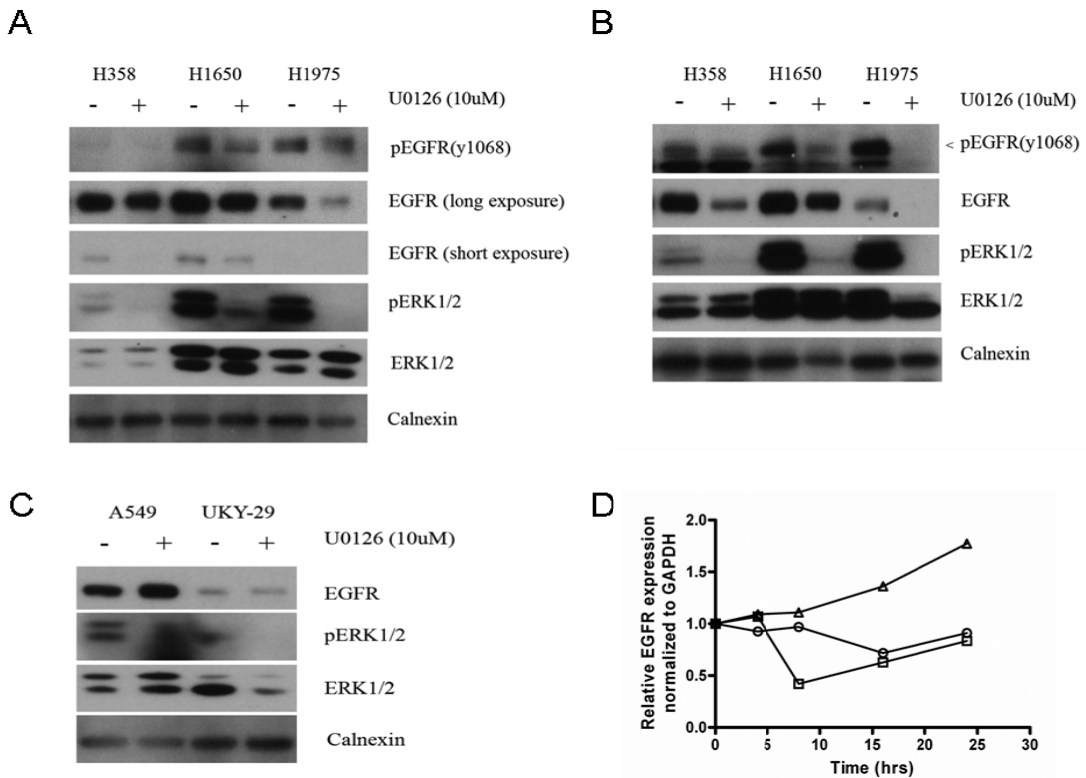 A
H358 H1650 H1975
- + - + - + U0126 (10uM)
pEGFR(y1068)
EGFR (long exposure)
EGFR (short exposure)
pERK1/2
ERK1/2
Calnexin
B
H358 H1650 H1975
- + - + - + U0126 (10uM)
< pEGFR(y1068)
EGFR
pERK1/2
ERK1/2
Calnexin
C
A549 UKY-29
- + - + U0126 (10uM)
EGFR
pERK1/2
ERK1/2
Calnexin
D
Relative EGFR expression
normalized to GAPDH
2.0
1.5
1.0
0.5
0.0
0 5 10 15 20 25 30
Time (hrs)